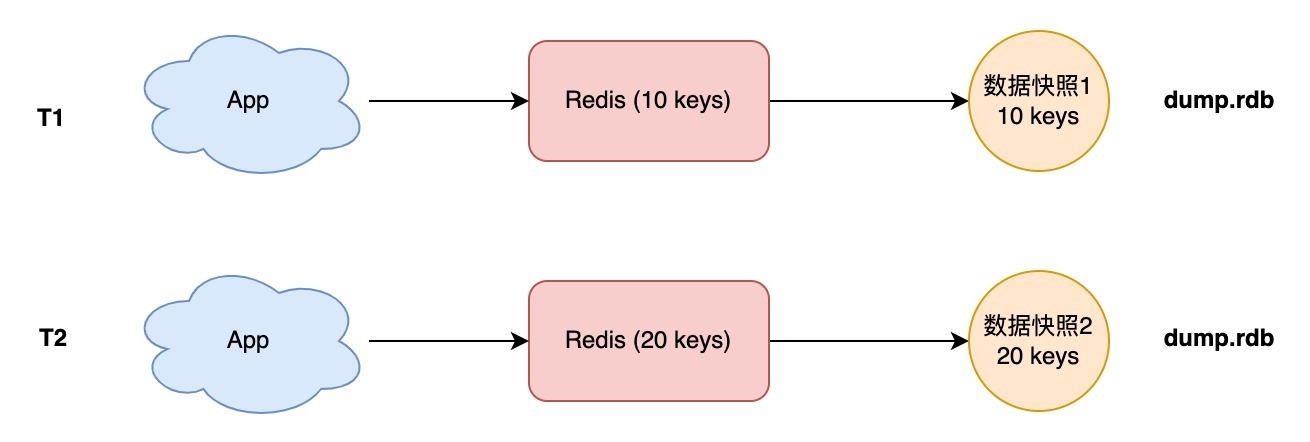 T1
App
Redis (10 keys)
数据快照1
10 keys
dump.rdb
T2
App
Redis (20 keys)
数据快照2
20 keys
dump.rdb